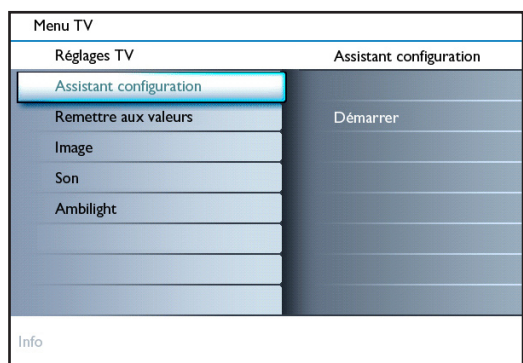 Menu TV
Réglages TV
Assistant configuration
Assistant configuration
Remettre aux valeurs
Démarrer
Image
Son
Ambilight
Info